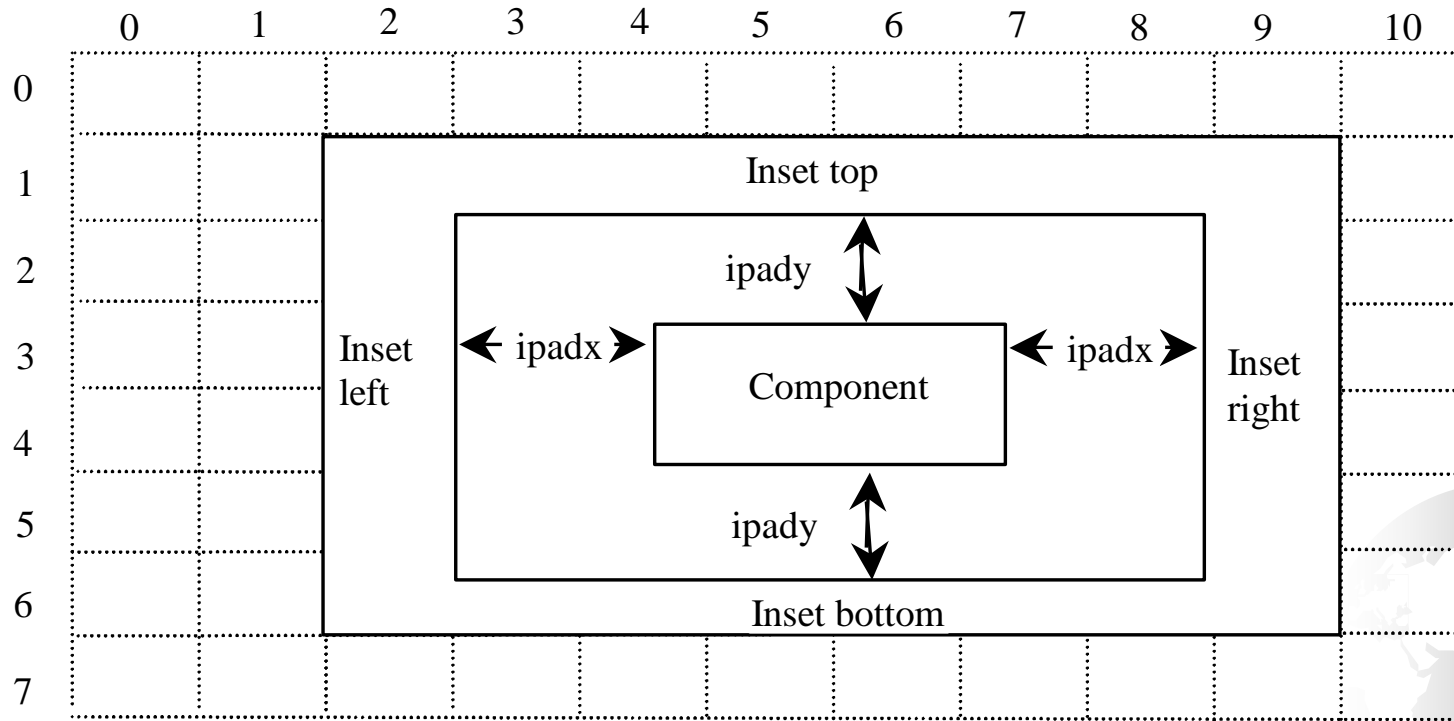 0 1 2 3 4 5 6 7 8 9 10
0
1
Inset top
2
ipady
3
Inset
left
ipadx
ipadx
Component
Inset
right
4
5
ipady
6
Inset bottom
7